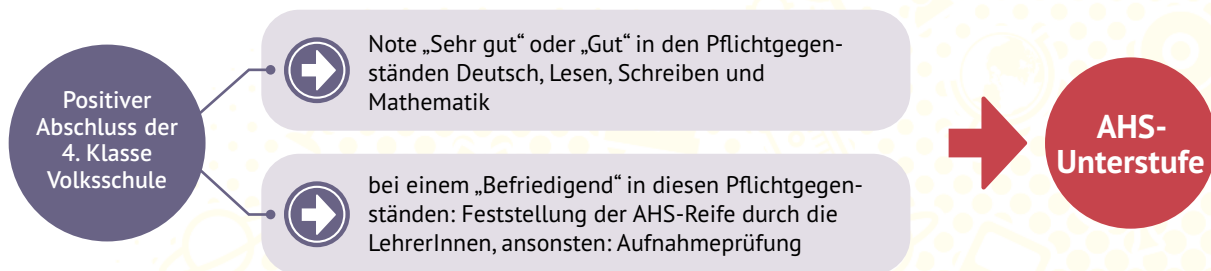 Positiver
Abschluss der
4. Klasse
Volksschule
Note „Sehr gut“ oder „Gut“ in den Pflichtgegen-
ständen Deutsch, Lesen, Schreiben und
Mathematik
bei einem „Befriedigend“ in diesen Pflichtgegen-
ständen: Feststellung der AHS-Reife durch die
LehrerInnen, ansonsten: Aufnahmeprüfung
AHS-
Unterstufe